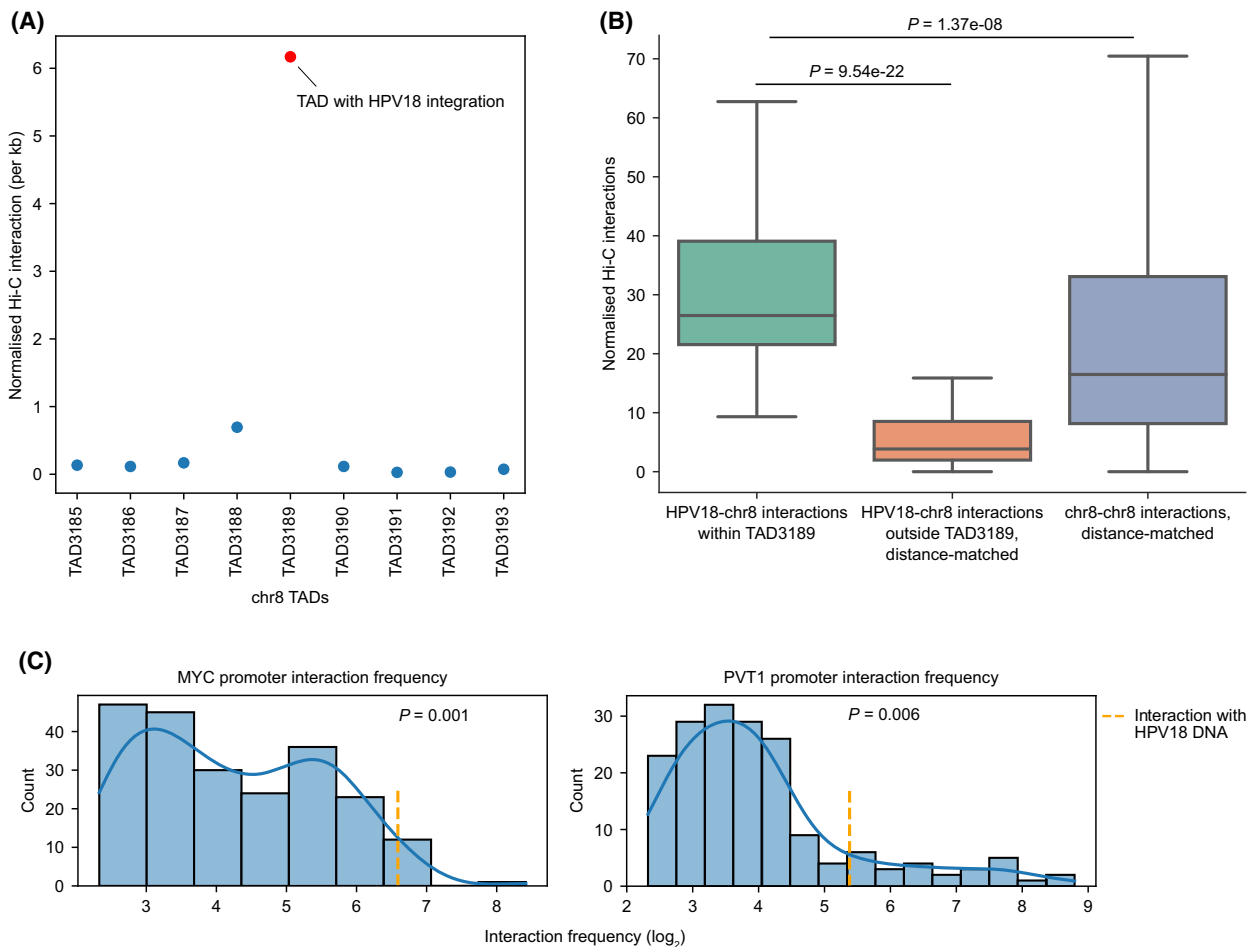 (A)
Normalised Hi-C interaction (per kb)
6
5
4
3
2
1
0
TAD with HPV18 integration
TAD3185
TAD3186
TAD3187
TAD3188
TAD3189
TAD3190
TAD3191
TAD3192
TAD3193
chr8 TADs
(B)
P = 1.37e-08
P = 9.54e-22
Normalised Hi-C interactions
70
60
50
40
30
20
10
0
HPV18-chr8 interactions
within TAD3189
HPV18-chr8 interactions
outside TAD3189,
distance-matched
chr8-chr8 interactions,
distance-matched
(C)
MYC promoter interaction frequency
P = 0.001
Count
40
30
20
10
0
3 4 5 6 7 8
PVT1 promoter interaction frequency
P = 0.006
Count
30
20
10
0
2 3 4 5 6 7 8 9
Interaction with
HPV18 DNA
Interaction frequency (log₂)